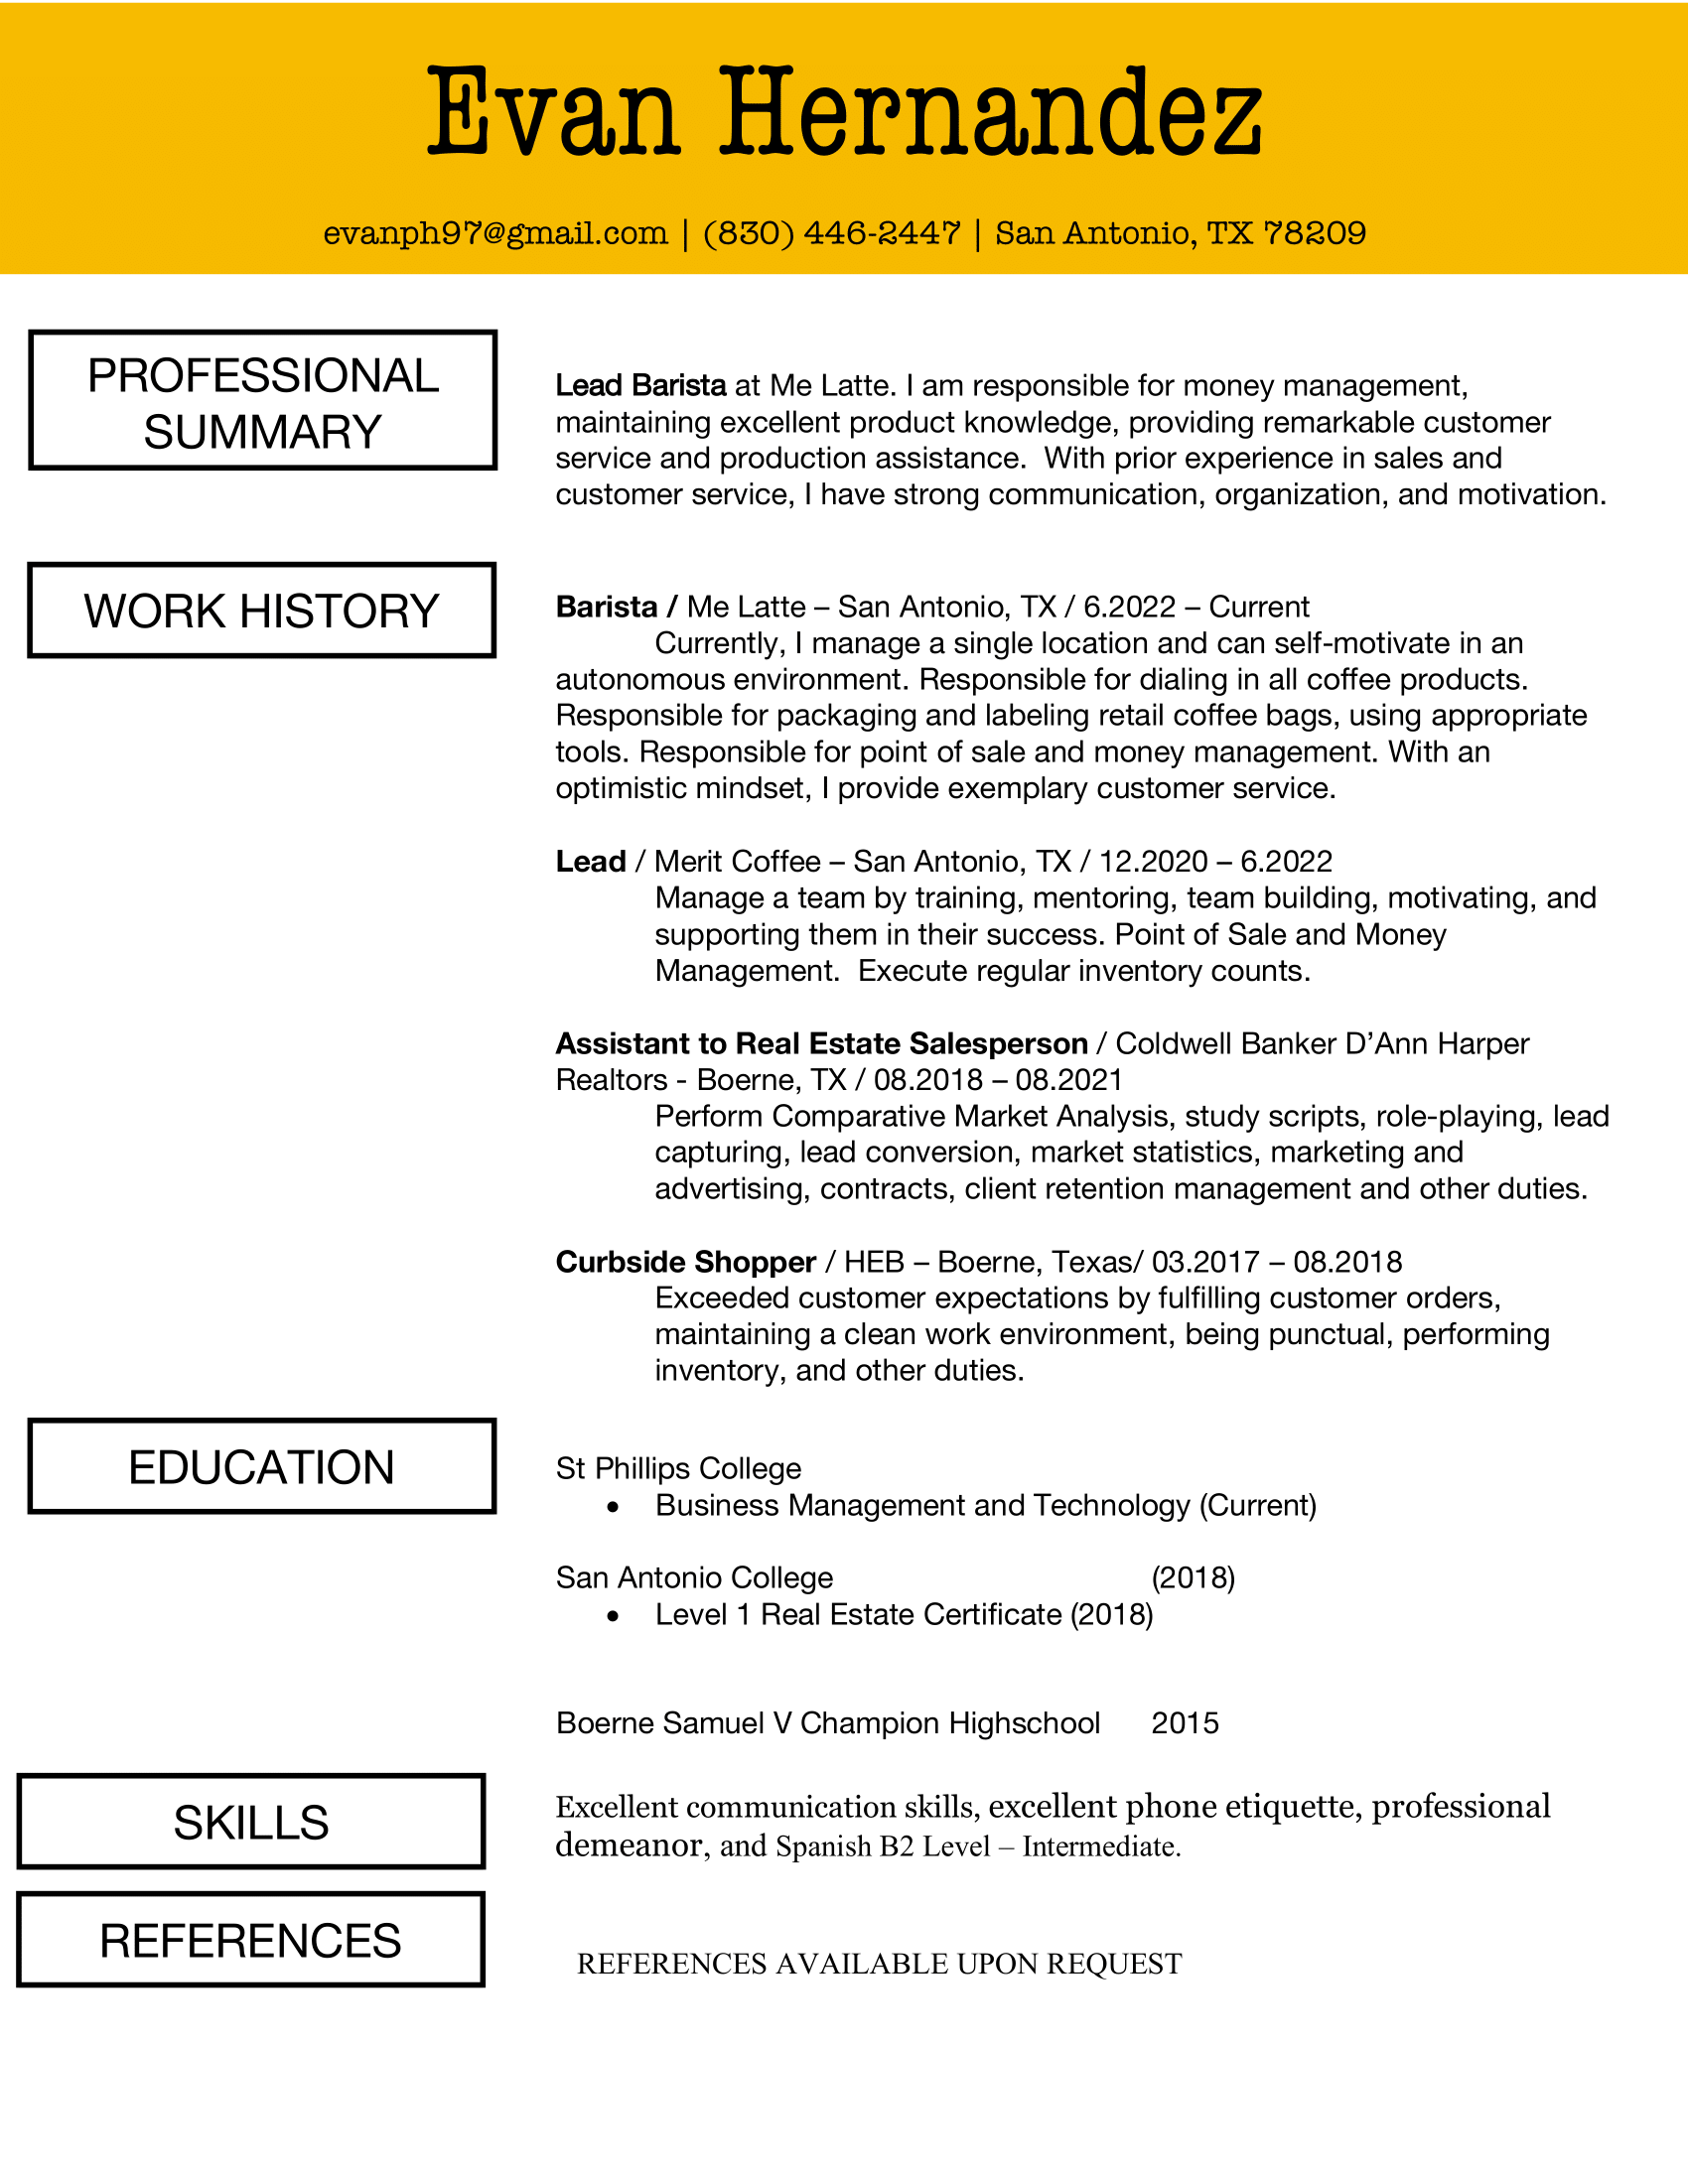 Evan Hernandez
evanph97@gmail.com | (830) 446-2447 | San Antonio, TX 78209
PROFESSIONAL
SUMMARY
Lead Barista at Me Latte. I am responsible for money management,
maintaining excellent product knowledge, providing remarkable customer
service and production assistance.  With prior experience in sales and
customer service, I have strong communication, organization, and motivation.
WORK HISTORY
Barista / Me Latte – San Antonio, TX / 6.2022 – Current
Currently, I manage a single location and can self-motivate in an
autonomous environment. Responsible for dialing in all coffee products.
Responsible for packaging and labeling retail coffee bags, using appropriate
tools. Responsible for point of sale and money management. With an
optimistic mindset, I provide exemplary customer service.
Lead / Merit Coffee – San Antonio, TX / 12.2020 – 6.2022
Manage a team by training, mentoring, team building, motivating, and
supporting them in their success. Point of Sale and Money
Management.  Execute regular inventory counts.
Assistant to Real Estate Salesperson / Coldwell Banker D’Ann Harper
Realtors - Boerne, TX / 08.2018 – 08.2021
Perform Comparative Market Analysis, study scripts, role-playing, lead
capturing, lead conversion, market statistics, marketing and
advertising, contracts, client retention management and other duties.
Curbside Shopper / HEB – Boerne, Texas/ 03.2017 – 08.2018
Exceeded customer expectations by fulfilling customer orders,
maintaining a clean work environment, being punctual, performing
inventory, and other duties.
EDUCATION
St Phillips College
• Business Management and Technology (Current)
San Antonio College (2018)
• Level 1 Real Estate Certificate (2018)
Boerne Samuel V Champion Highschool 2015
SKILLS
Excellent communication skills, excellent phone etiquette, professional
demeanor, and Spanish B2 Level – Intermediate.
REFERENCES
REFERENCES AVAILABLE UPON REQUEST